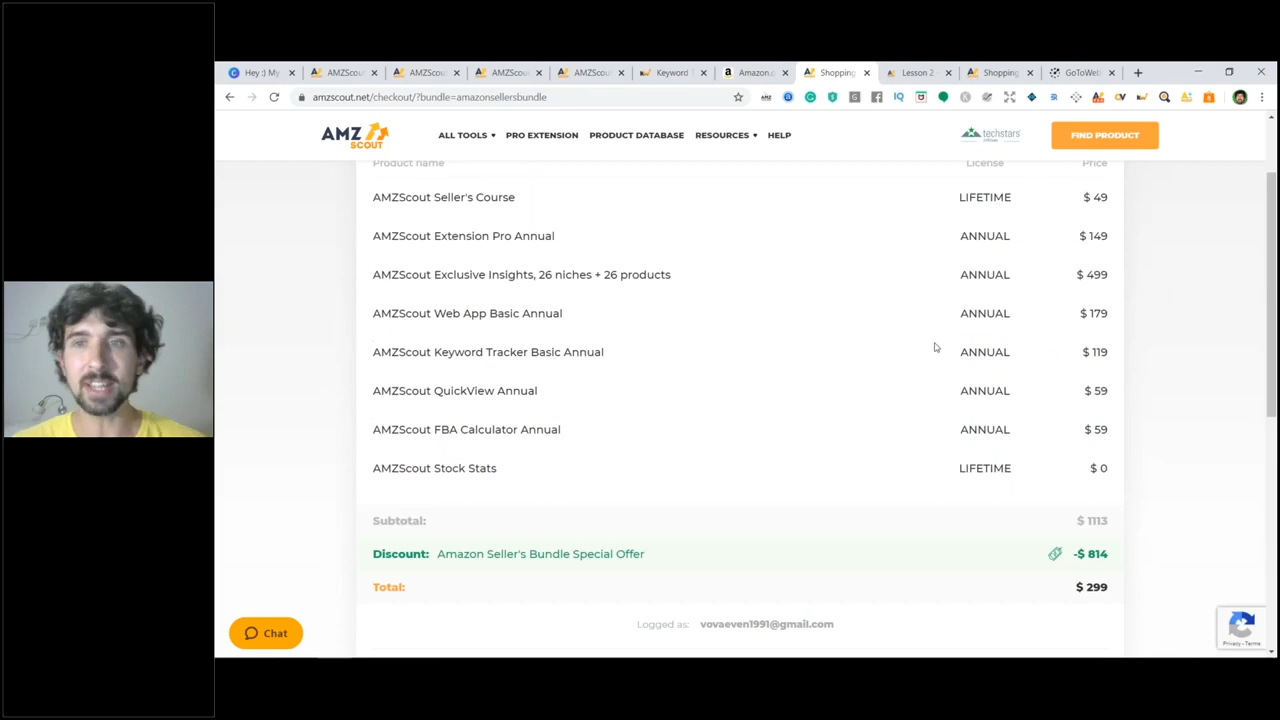 Hey :) My
AMZScout
AMZScout
AMZScout
AMZScout
Keyword
Amazon.c
Shopping
Lesson 2
Shopping
GoToWeb
amzscout.net/checkout/?bundle=amazonsellersbundle
AMZ SCOUT
ALL TOOLS
PRO EXTENSION
PRODUCT DATABASE
RESOURCES
HELP
techstars
FIND PRODUCT
Product name License Price
AMZScout Seller's Course LIFETIME $ 49
AMZScout Extension Pro Annual ANNUAL $ 149
AMZScout Exclusive Insights, 26 niches + 26 products ANNUAL $ 499
AMZScout Web App Basic Annual ANNUAL $ 179
AMZScout Keyword Tracker Basic Annual ANNUAL $ 119
AMZScout QuickView Annual ANNUAL $ 59
AMZScout FBA Calculator Annual ANNUAL $ 59
AMZScout Stock Stats LIFETIME $ 0
Subtotal: $ 1113
Discount: Amazon Seller's Bundle Special Offer -$ 814
Total: $ 299
Logged as: vovaeven1991@gmail.com
Chat
Privacy - Terms